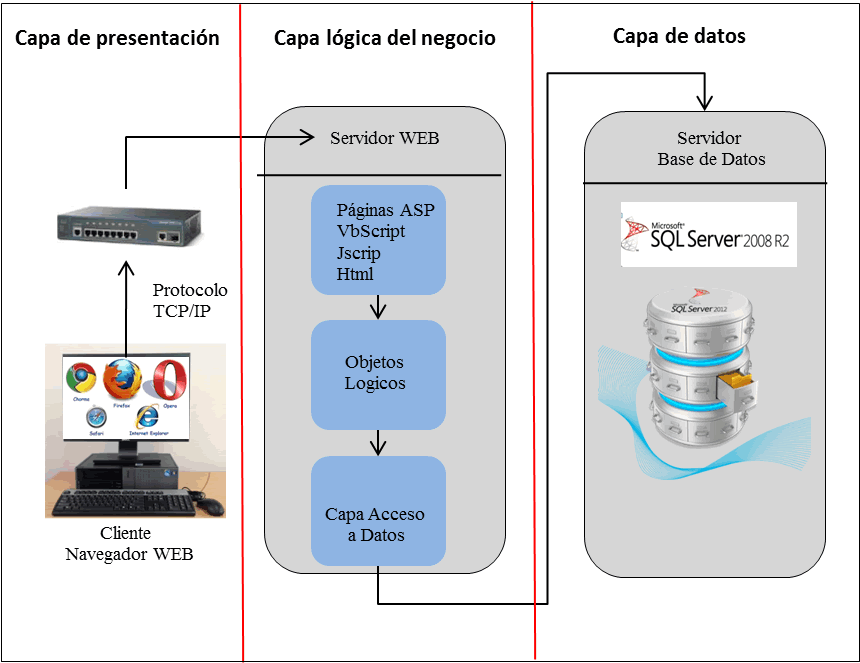 Capa de presentación
Capa lógica del negocio
Capa de datos
Servidor WEB
Servidor
Base de Datos
Páginas ASP
VbScript
Jscrip
Html
Microsoft®
SQL Server® 2008 R2
Protocolo
TCP/IP
Microsoft®
SQL Server 2012
Objetos
Logicos
Chorme
Firefox
Opera
Safari
Internet Explorer
Capa Acceso
a Datos
Cliente
Navegador WEB